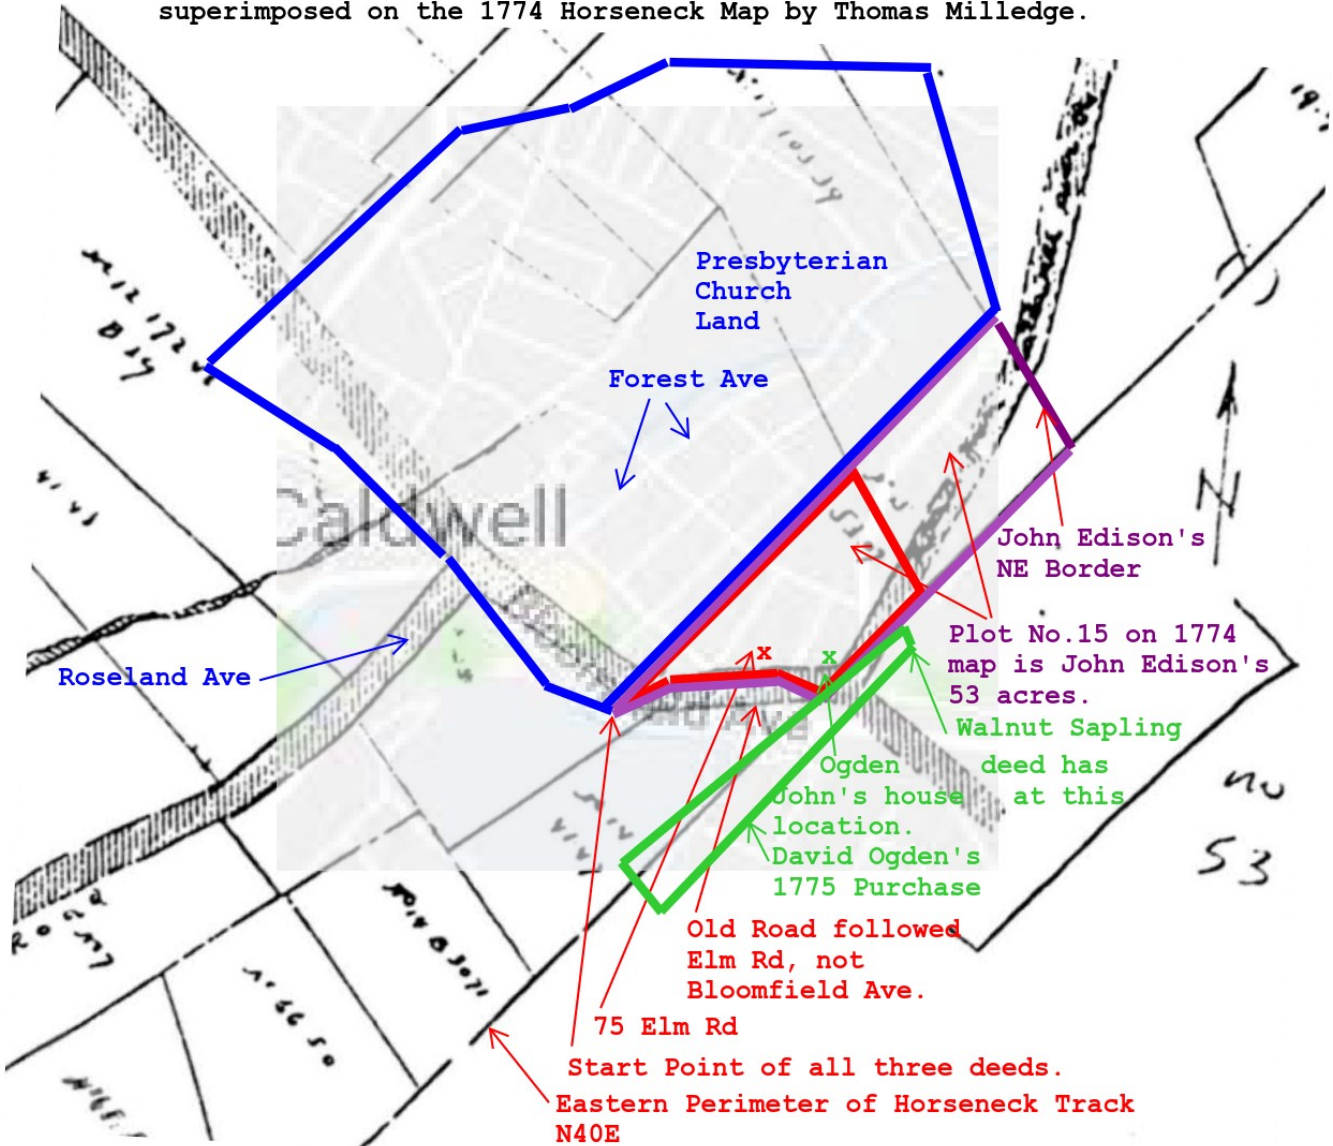 superimposed on the 1774 Horseneck Map by Thomas Milledge.
Presbyterian
Church
Land
Forest Ave
Caldwell
Roseland Ave
John Edison's
NE Border
N
Plot No.15 on 1774
map is John Edison's
53 acres.
x
x
Walnut Sapling
Ogden deed has
John's house at this
location.
David Ogden's
1775 Purchase
no
53
Old Road followed
Elm Rd, not
Bloomfield Ave.
75 Elm Rd
Start Point of all three deeds.
Eastern Perimeter of Horseneck Track
N40E